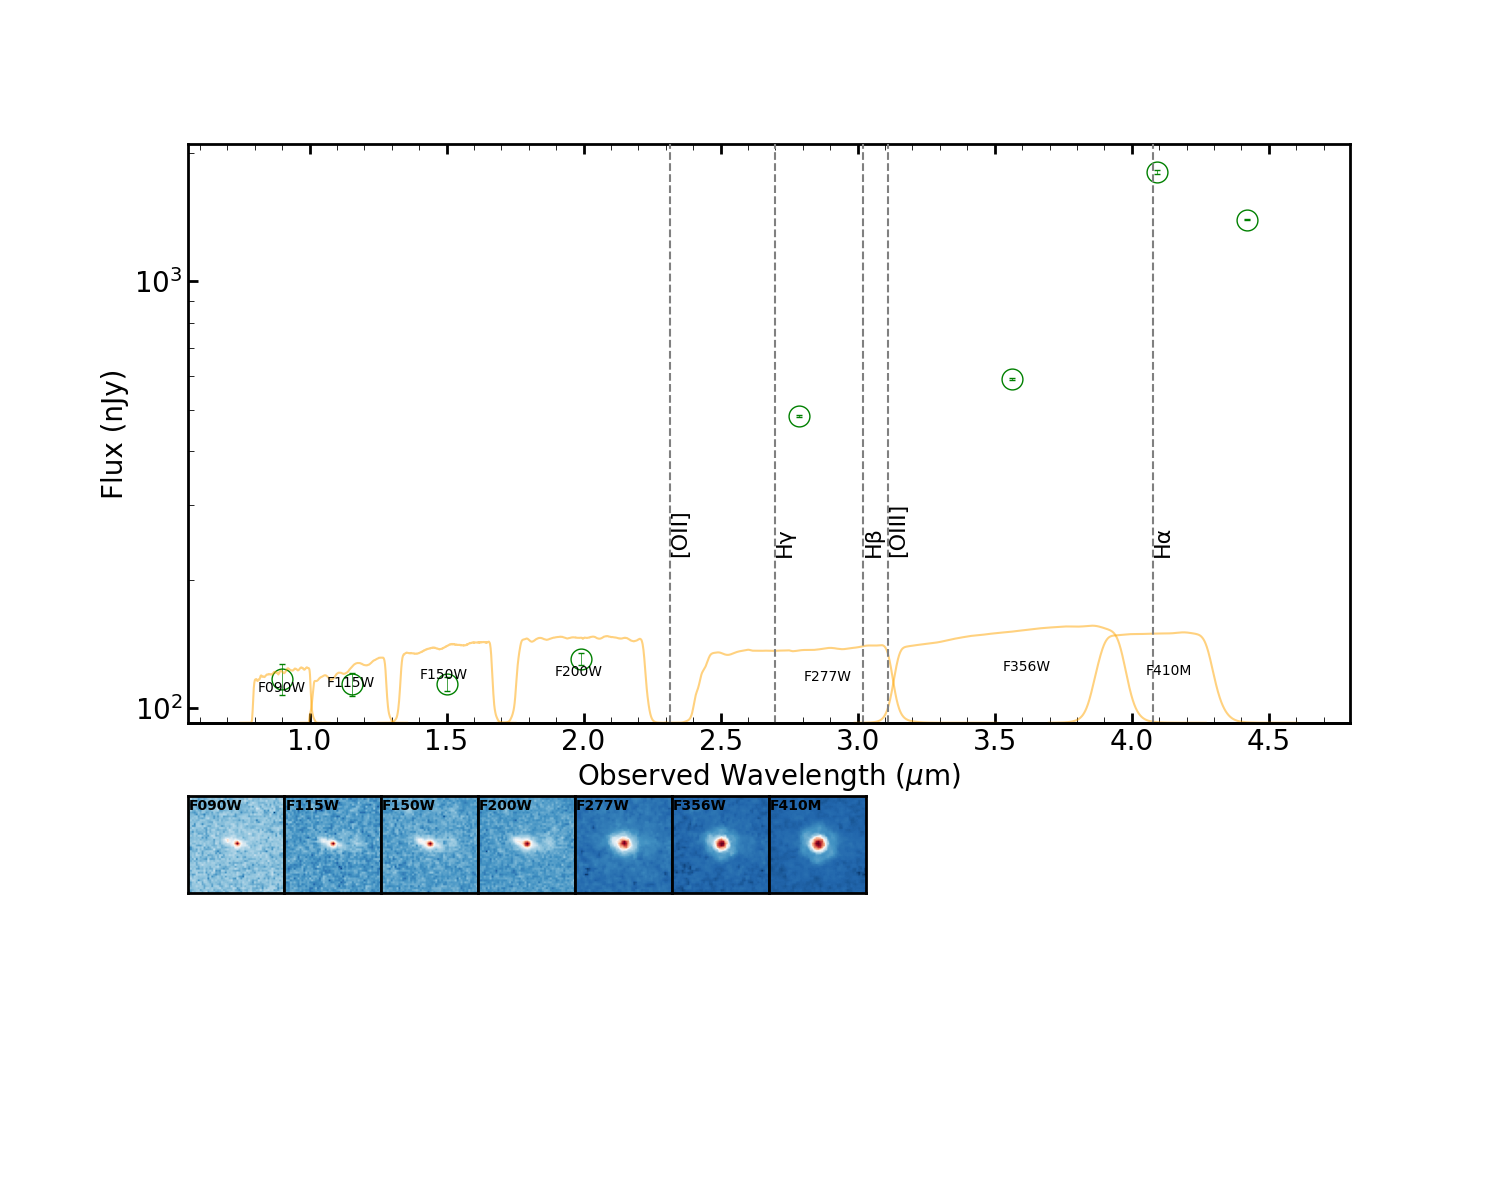 Flux (nJy)
10³
10²
[OII]
Hγ
Hβ
[OIII]
Hα
F090W
F115W
F150W
F200W
F277W
F356W
F410M
1.0 1.5 2.0 2.5 3.0 3.5 4.0 4.5
Observed Wavelength (μm)
F090W F115W F150W F200W F277W F356W F410M